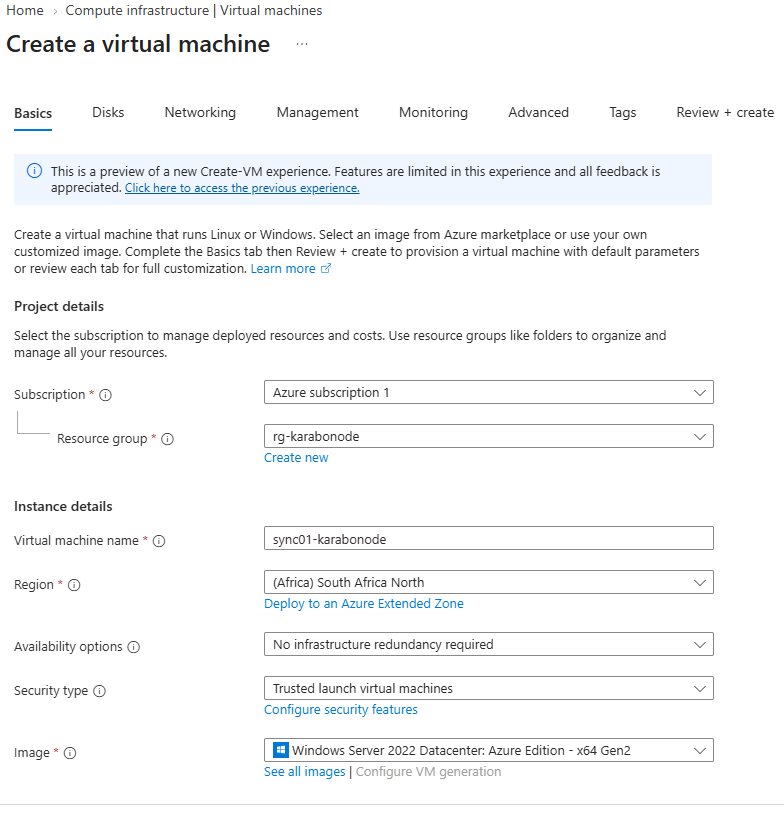 Home > Compute infrastructure | Virtual machines
Create a virtual machine ...
Basics Disks Networking Management Monitoring Advanced Tags Review + create
This is a preview of a new Create-VM experience. Features are limited in this experience and all feedback is
appreciated. Click here to access the previous experience.
Create a virtual machine that runs Linux or Windows. Select an image from Azure marketplace or use your own
customized image. Complete the Basics tab then Review + create to provision a virtual machine with default parameters
or review each tab for full customization. Learn more
Project details
Select the subscription to manage deployed resources and costs. Use resource groups like folders to organize and
manage all your resources.
Subscription * Azure subscription 1
Resource group * rg-karabonode
Create new
Instance details
Virtual machine name * sync01-karabonode
Region * (Africa) South Africa North
Deploy to an Azure Extended Zone
Availability options No infrastructure redundancy required
Security type Trusted launch virtual machines
Configure security features
Image * Windows Server 2022 Datacenter: Azure Edition - x64 Gen2
See all images | Configure VM generation